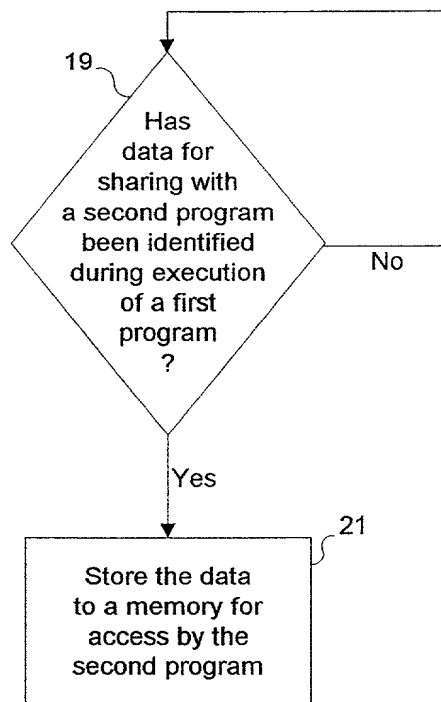 19
Has
data for
sharing with
a second program
been identified
during execution
of a first
program
?
No
Yes
21
Store the data
to a memory for
access by the
second program